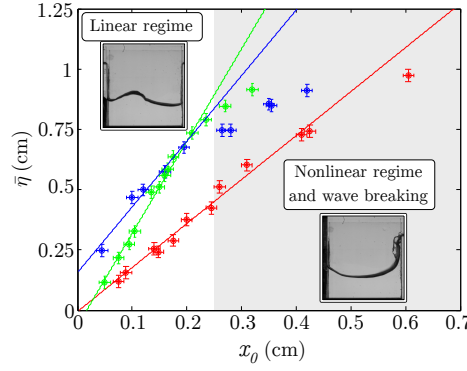 Linear regime
Nonlinear regime
and wave breaking
1.25
1
0.75
0.5
0.25
0
η̄ (cm)
0
0.1
0.2
0.3
0.4
0.5
0.6
0.7
x₀ (cm)